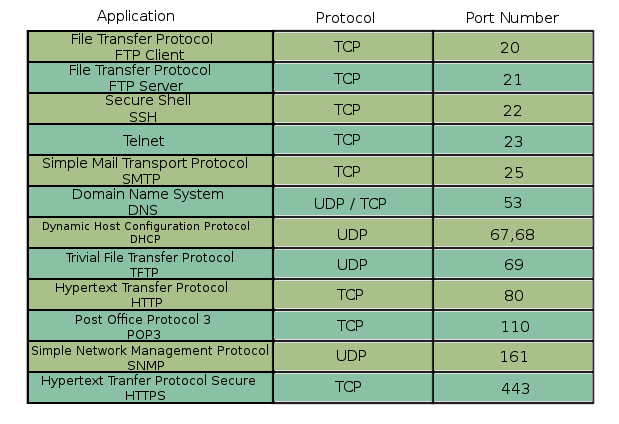 Application Protocol Port Number
File Transfer Protocol
FTP Client TCP 20
File Transfer Protocol
FTP Server TCP 21
Secure Shell
SSH TCP 22
Telnet TCP 23
Simple Mail Transport Protocol
SMTP TCP 25
Domain Name System
DNS UDP / TCP 53
Dynamic Host Configuration Protocol
DHCP UDP 67,68
Trivial File Transfer Protocol
TFTP UDP 69
Hypertext Transfer Protocol
HTTP TCP 80
Post Office Protocol 3
POP3 TCP 110
Simple Network Management Protocol
SNMP UDP 161
Hypertext Tranfer Protocol Secure
HTTPS TCP 443